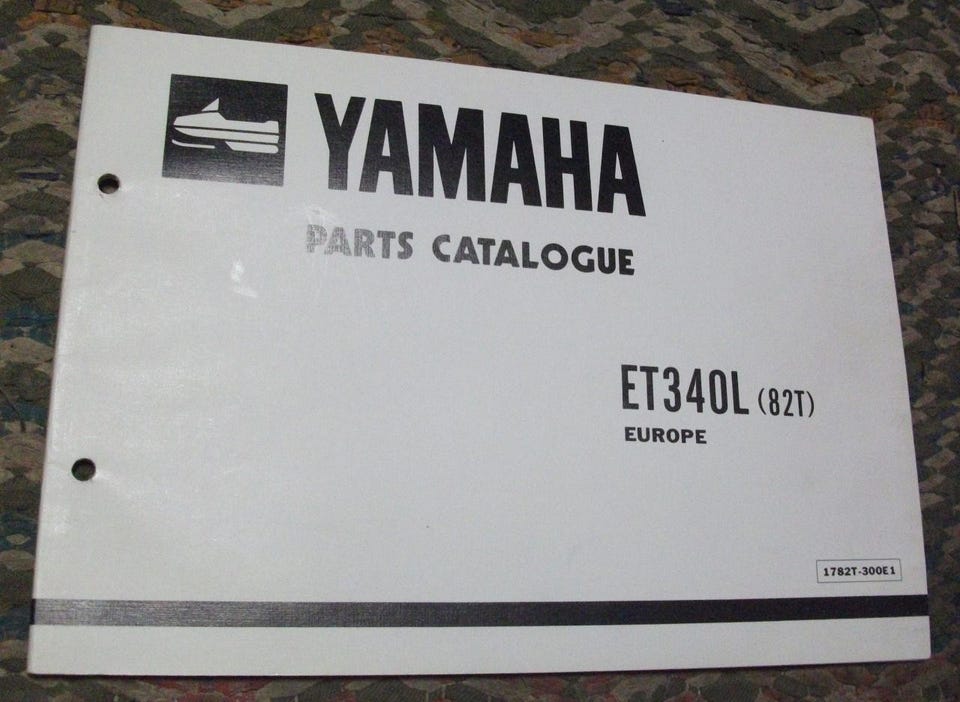 YAMAHA
PARTS CATALOGUE
ET340L (82T)
EUROPE
1782T-300E1